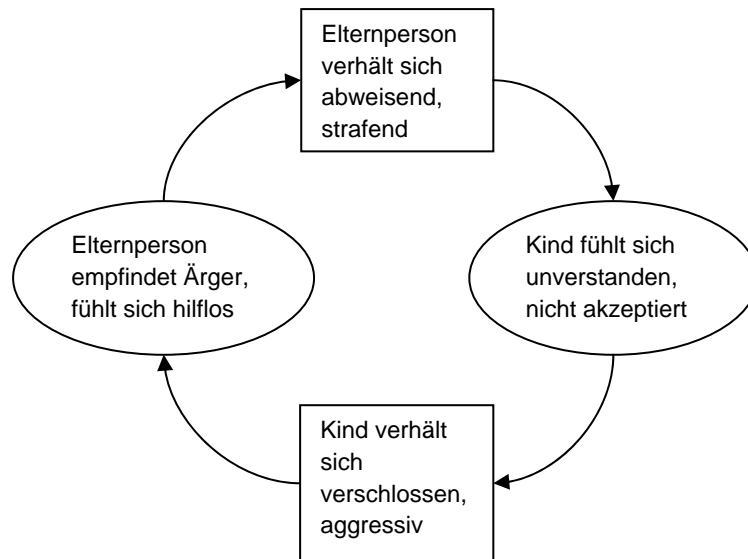 Elternperson
verhält sich
abweisend,
strafend
Elternperson
empfindet Ärger,
fühlt sich hilflos
Kind fühlt sich
unverstanden,
nicht akzeptiert
Kind verhält
sich
verschlossen,
aggressiv